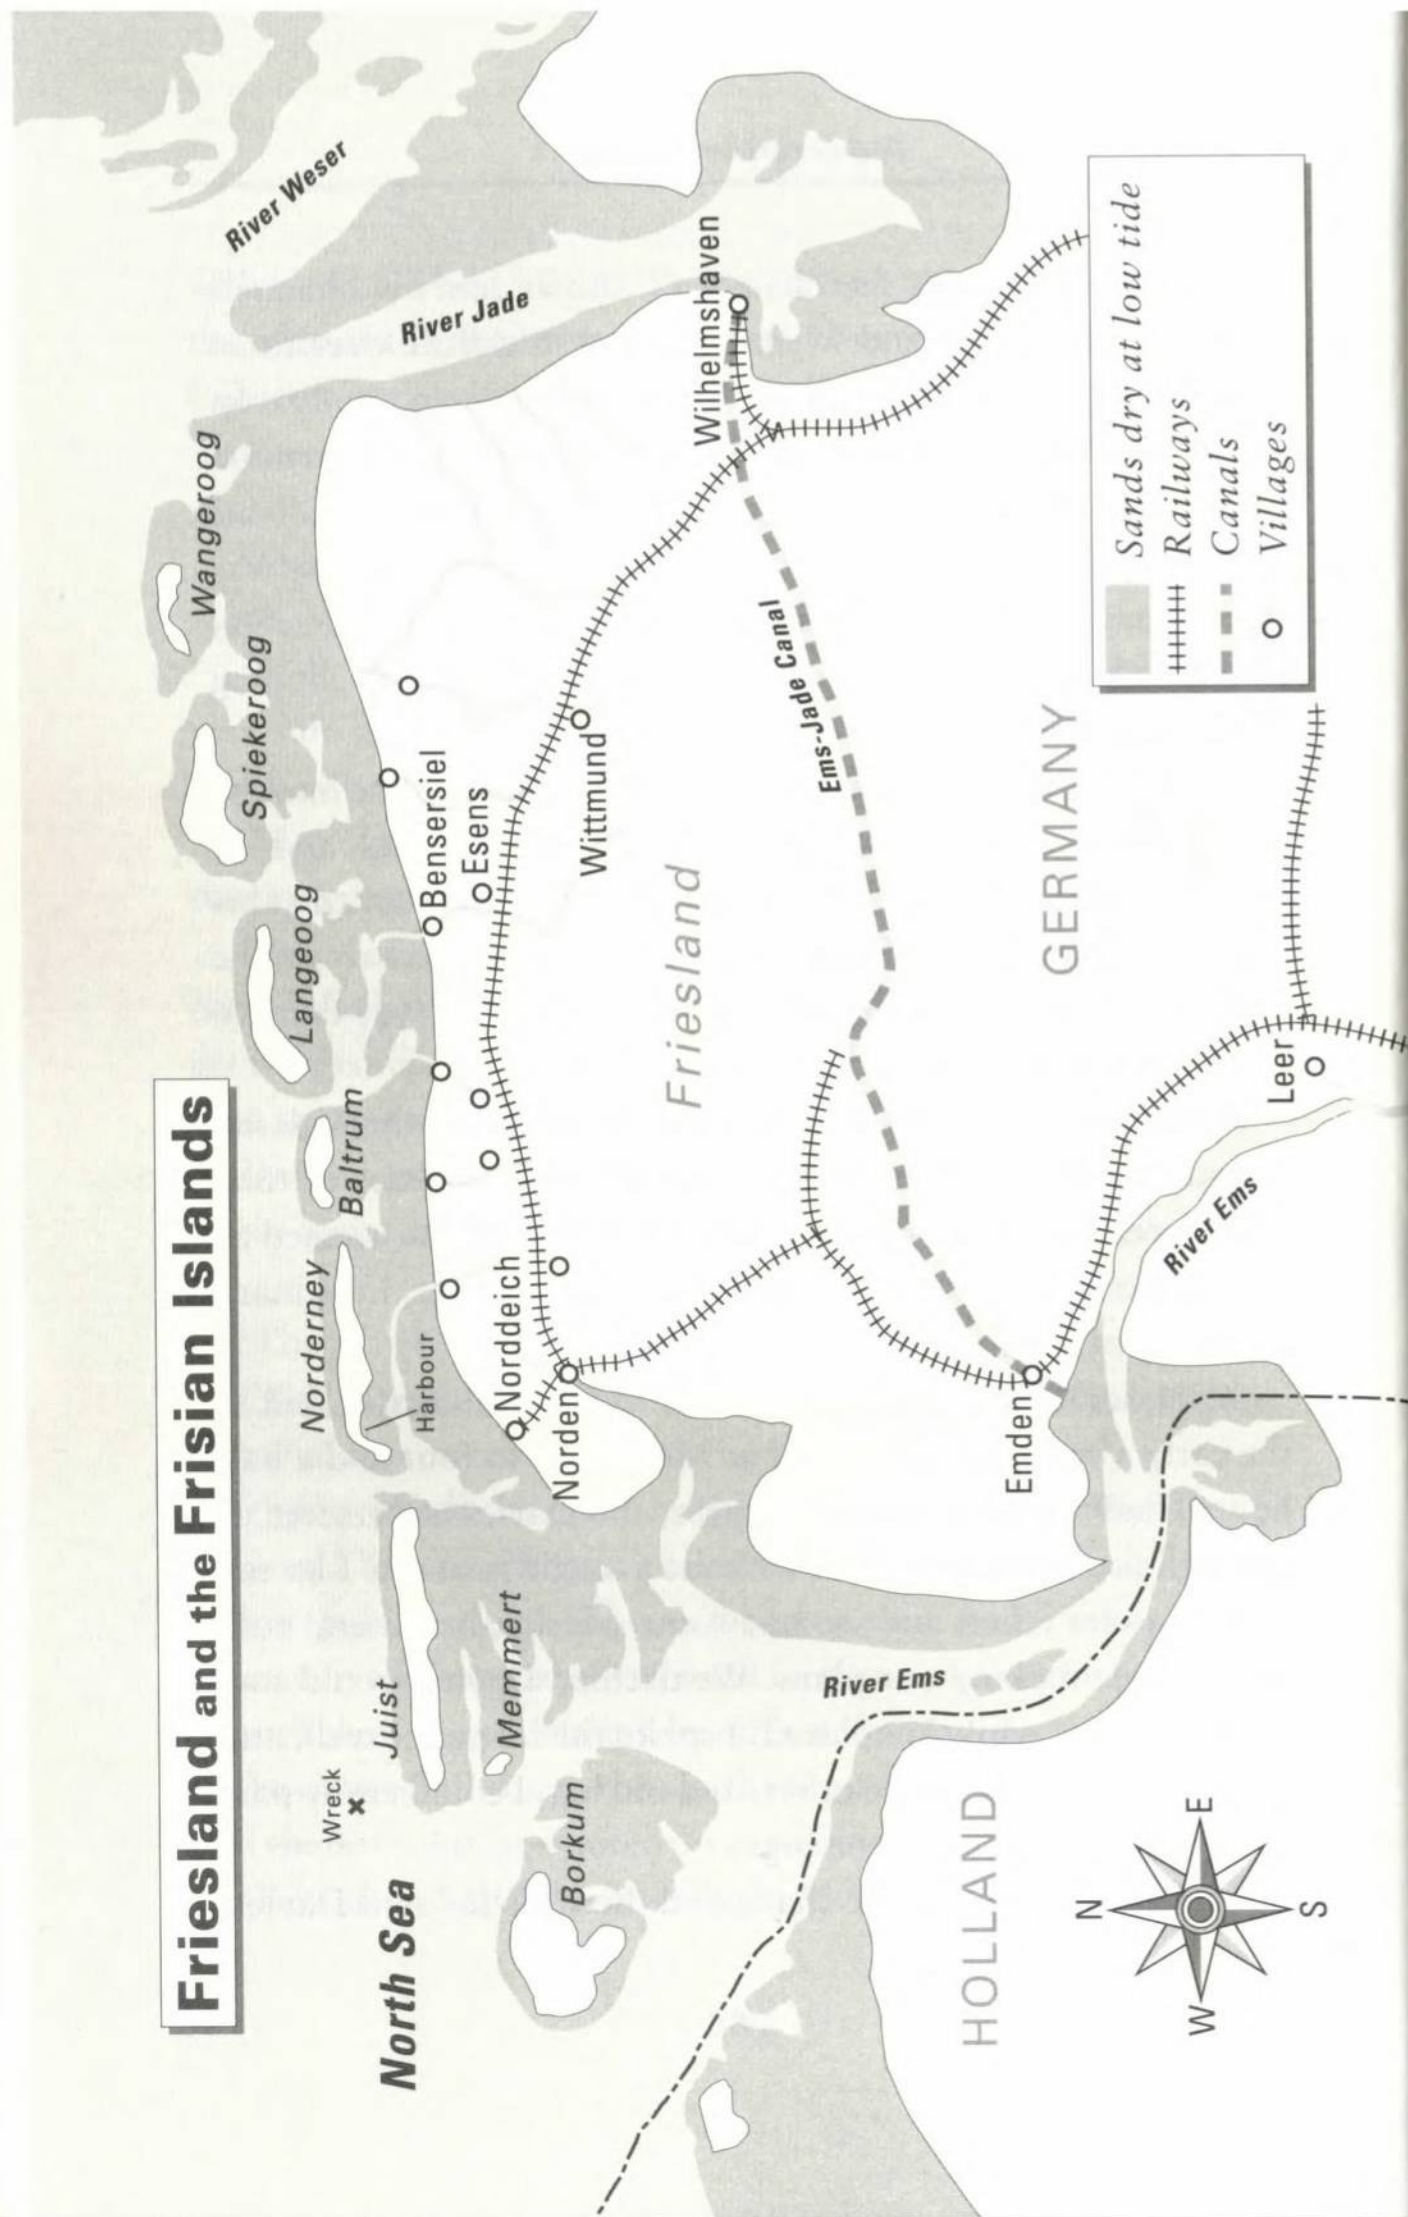 Friesland and the Frisian Islands
North Sea
Wreck
Juist
Memmert
Borkum
Norderney
Harbour
Baltrum
Langeoog
Spiekeroog
Wangeroog
River Weser
River Jade
Norddeich
Norden
Bensersiel
Esens
Wittmund
Wilhelmshaven
Friesland
Ems-Jade Canal
Emden
River Ems
River Ems
Leer
GERMANY
HOLLAND
N
E
S
W
Sands dry at low tide
Railways
Canals
Villages